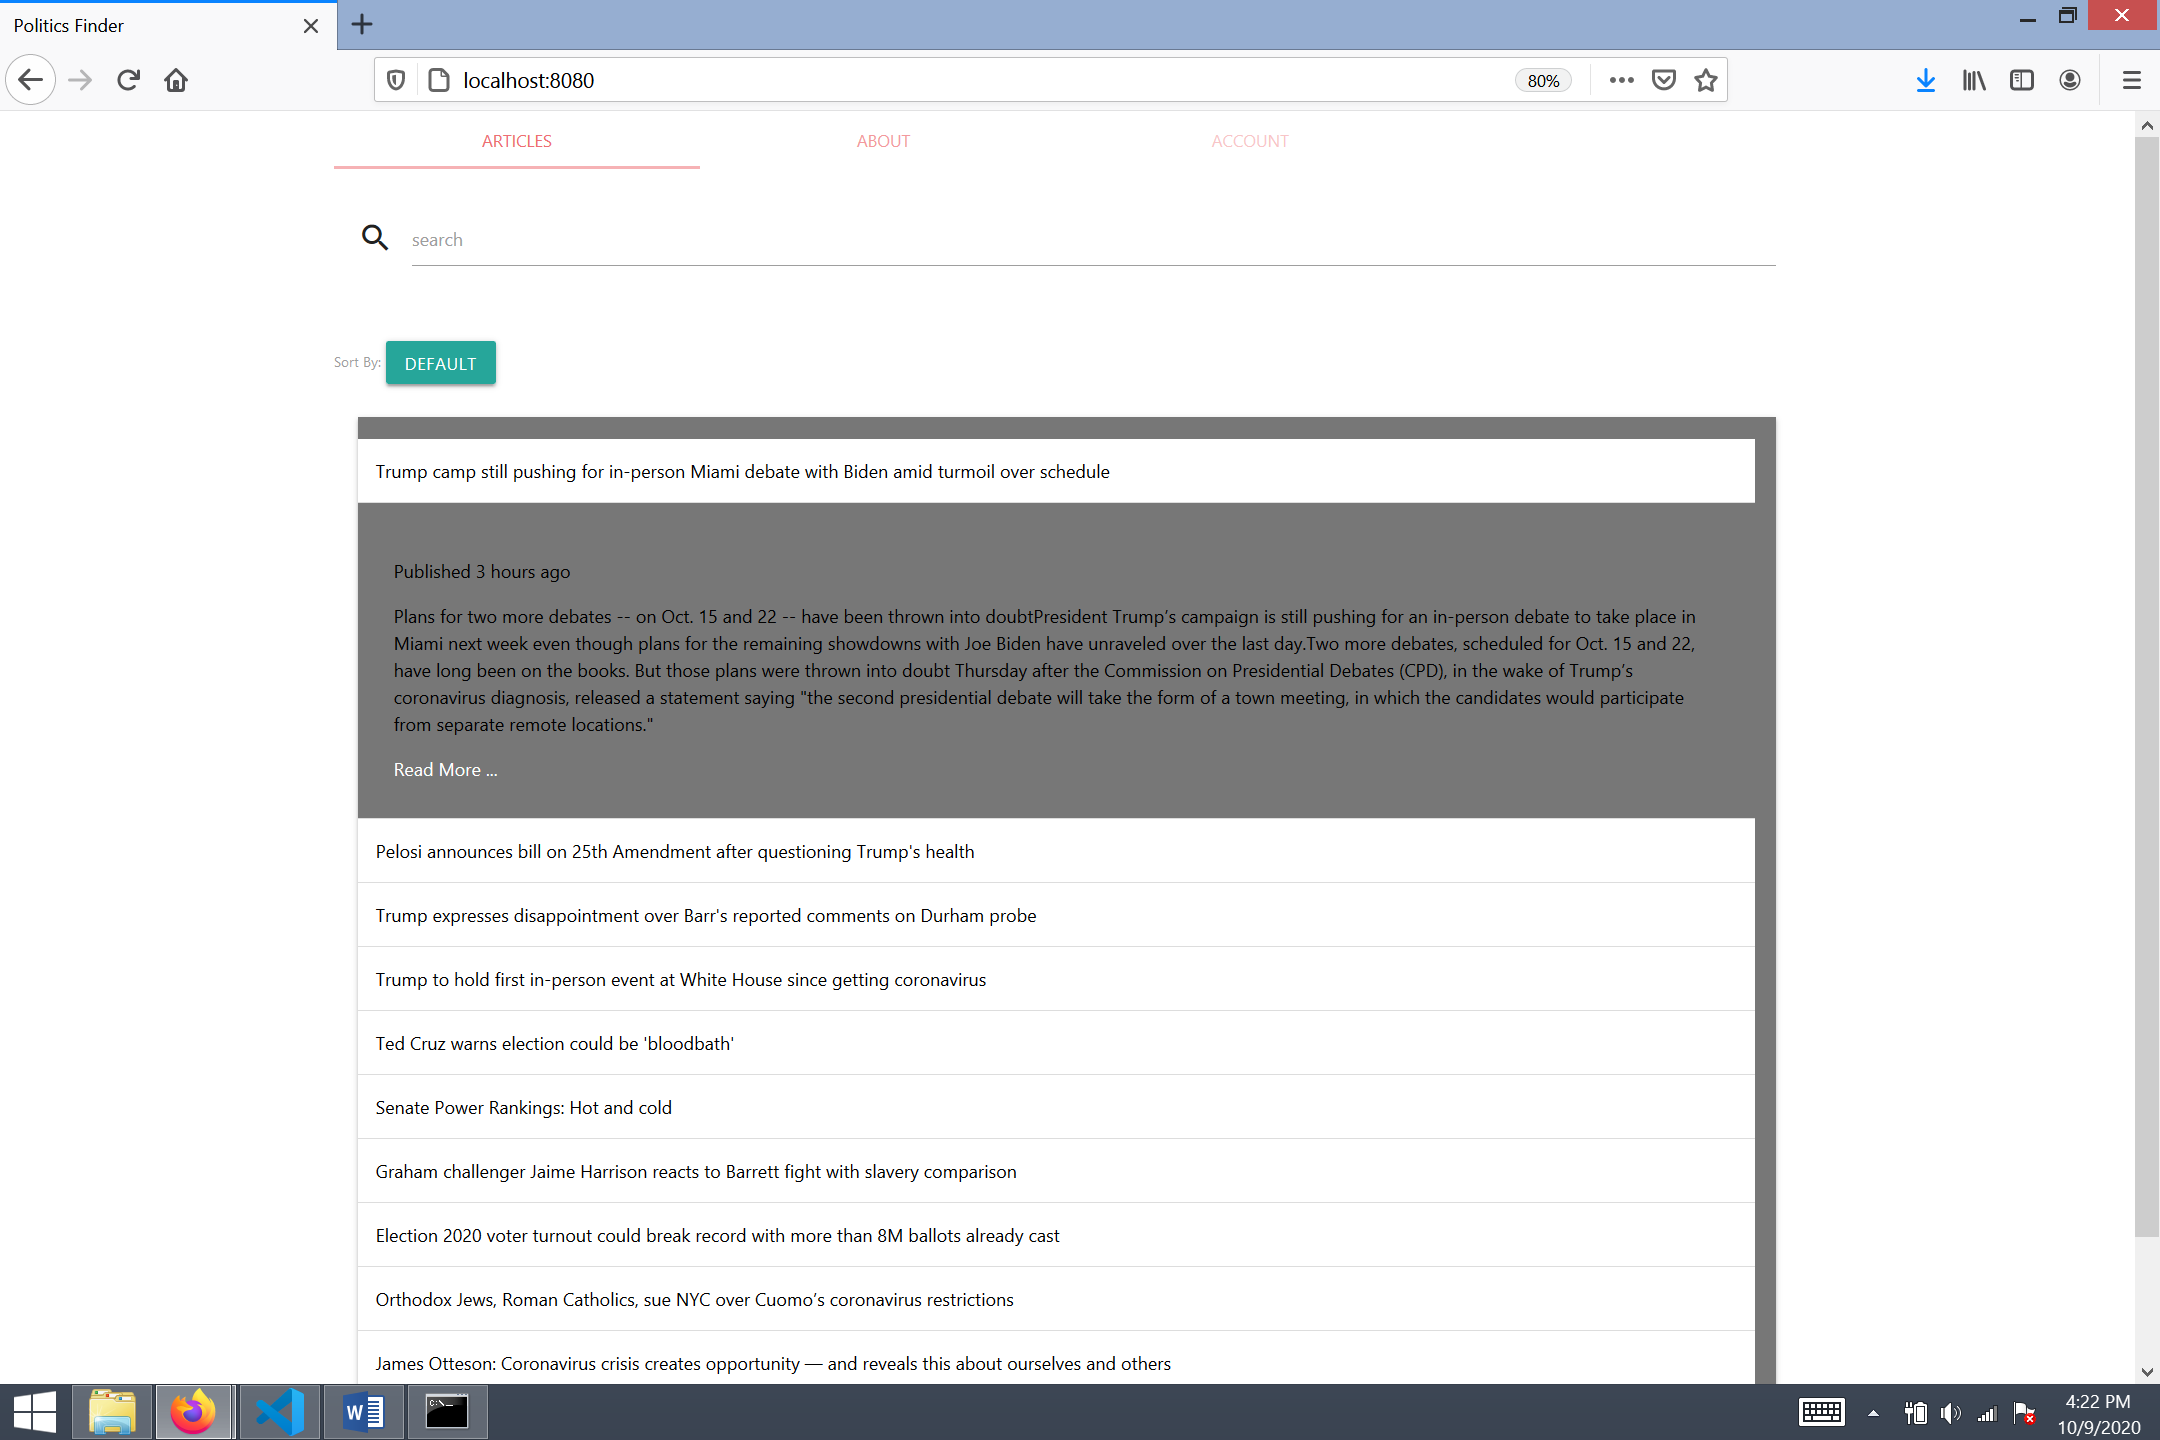 Politics Finder
localhost:8080
80%
ARTICLES
ABOUT
ACCOUNT
search
Sort By:
DEFAULT
Trump camp still pushing for in-person Miami debate with Biden amid turmoil over schedule
Published 3 hours ago
Plans for two more debates -- on Oct. 15 and 22 -- have been thrown into doubtPresident Trump’s campaign is still pushing for an in-person debate to take place in
Miami next week even though plans for the remaining showdowns with Joe Biden have unraveled over the last day.Two more debates, scheduled for Oct. 15 and 22,
have long been on the books. But those plans were thrown into doubt Thursday after the Commission on Presidential Debates (CPD), in the wake of Trump’s
coronavirus diagnosis, released a statement saying "the second presidential debate will take the form of a town meeting, in which the candidates would participate
from separate remote locations."
Read More ...
Pelosi announces bill on 25th Amendment after questioning Trump's health
Trump expresses disappointment over Barr's reported comments on Durham probe
Trump to hold first in-person event at White House since getting coronavirus
Ted Cruz warns election could be 'bloodbath'
Senate Power Rankings: Hot and cold
Graham challenger Jaime Harrison reacts to Barrett fight with slavery comparison
Election 2020 voter turnout could break record with more than 8M ballots already cast
Orthodox Jews, Roman Catholics, sue NYC over Cuomo’s coronavirus restrictions
James Otteson: Coronavirus crisis creates opportunity — and reveals this about ourselves and others
W
C:\_
4:22 PM
10/9/2020